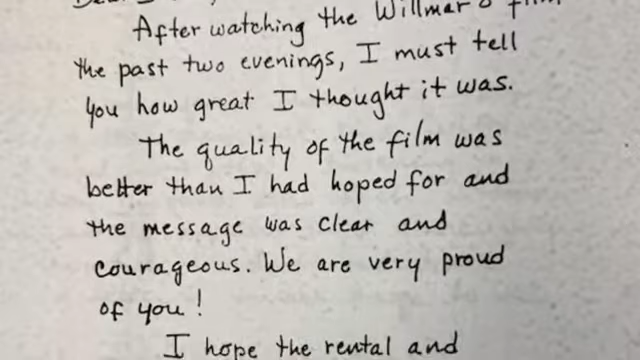 After watching the Willmar 8 film
the past two evenings, I must tell
you how great I thought it was.
The quality of the film was
better than I had hoped for and
the message was clear and
courageous. We are very proud
of you!
I hope the rental and